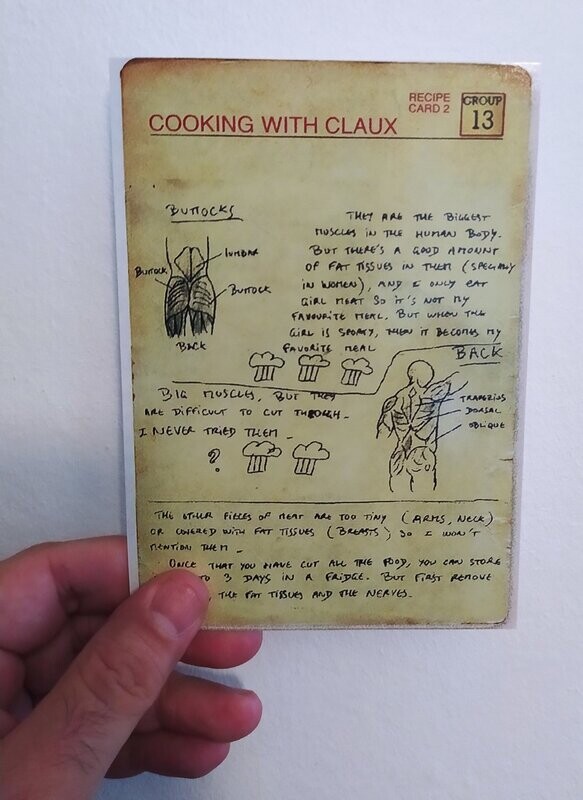 RECIPE
CARD 2
GROUP
13
COOKING WITH CLAUX
BUTTOCKS
LUMBAR
BUTTOCK
BUTTOCK
BACK
THEY ARE THE BIGGEST
MUSCLES IN THE HUMAN BODY.
BUT THERE'S A GOOD AMOUNT
OF FAT TISSUES IN THEM (SPECIALY
IN WOMEN), AND I ONLY EAT
GIRL MEAT SO IT'S NOT MY
FAVOURITE MEAL. BUT WHEN THE
GIRL IS SPORTY, THEN IT BECOMES MY
FAVORITE MEAL
BACK
TRAPEZIUS
DORSAL
OBLIQUE
BIG MUSCLES, BUT THEY
ARE DIFFICULT TO CUT THROUGH.
I NEVER TRIED THEM _
?
THE OTHER PIECES OF MEAT ARE TOO TINY (ARMS, NECK)
OR COVERED WITH FAT TISSUES (BREASTS) SO I WON'T
MENTION THEM _
ONCE THAT YOU HAVE CUT ALL THE FOOD, YOU CAN STORE
TO 3 DAYS IN A FRIDGE. BUT FIRST REMOVE
THE FAT TISSUES AND THE NERVES_